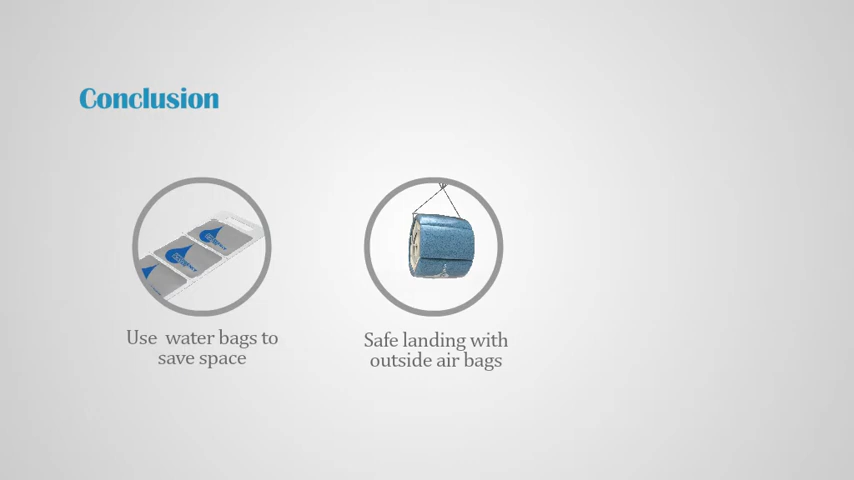 Conclusion
Use water bags to
save space
Safe landing with
outside air bags